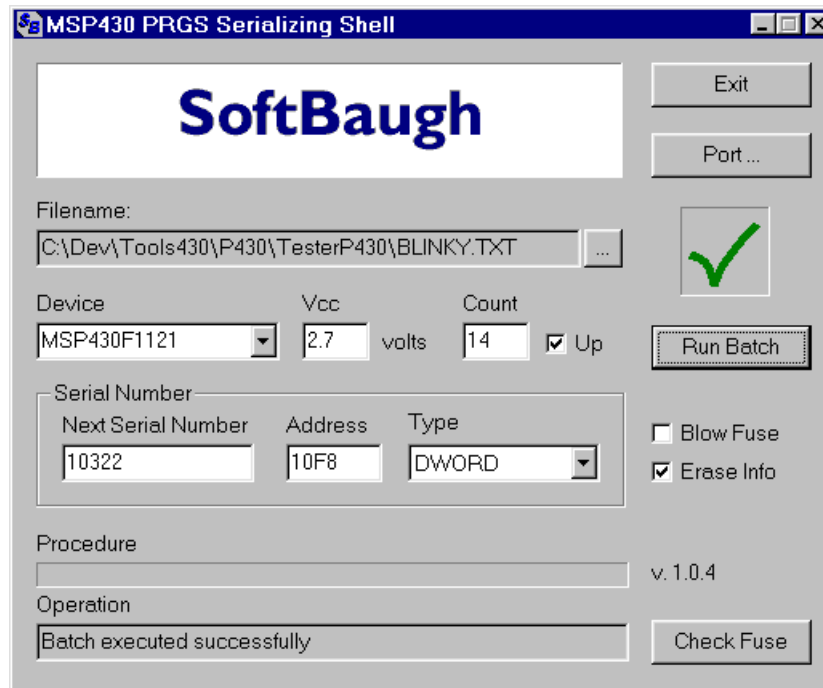 MSP430 PRGS Serializing Shell
SoftBaugh
Exit
Port ...
Filename:
C:\Dev\Tools430\P430\TesterP430\BLINKY.TXT
...
Device Vcc Count
MSP430F1121 2.7 volts 14 Up
Run Batch
Serial Number
Next Serial Number Address Type
10322 10F8 DWORD
Blow Fuse
Erase Info
Procedure
v. 1.0.4
Operation
Batch executed successfully
Check Fuse